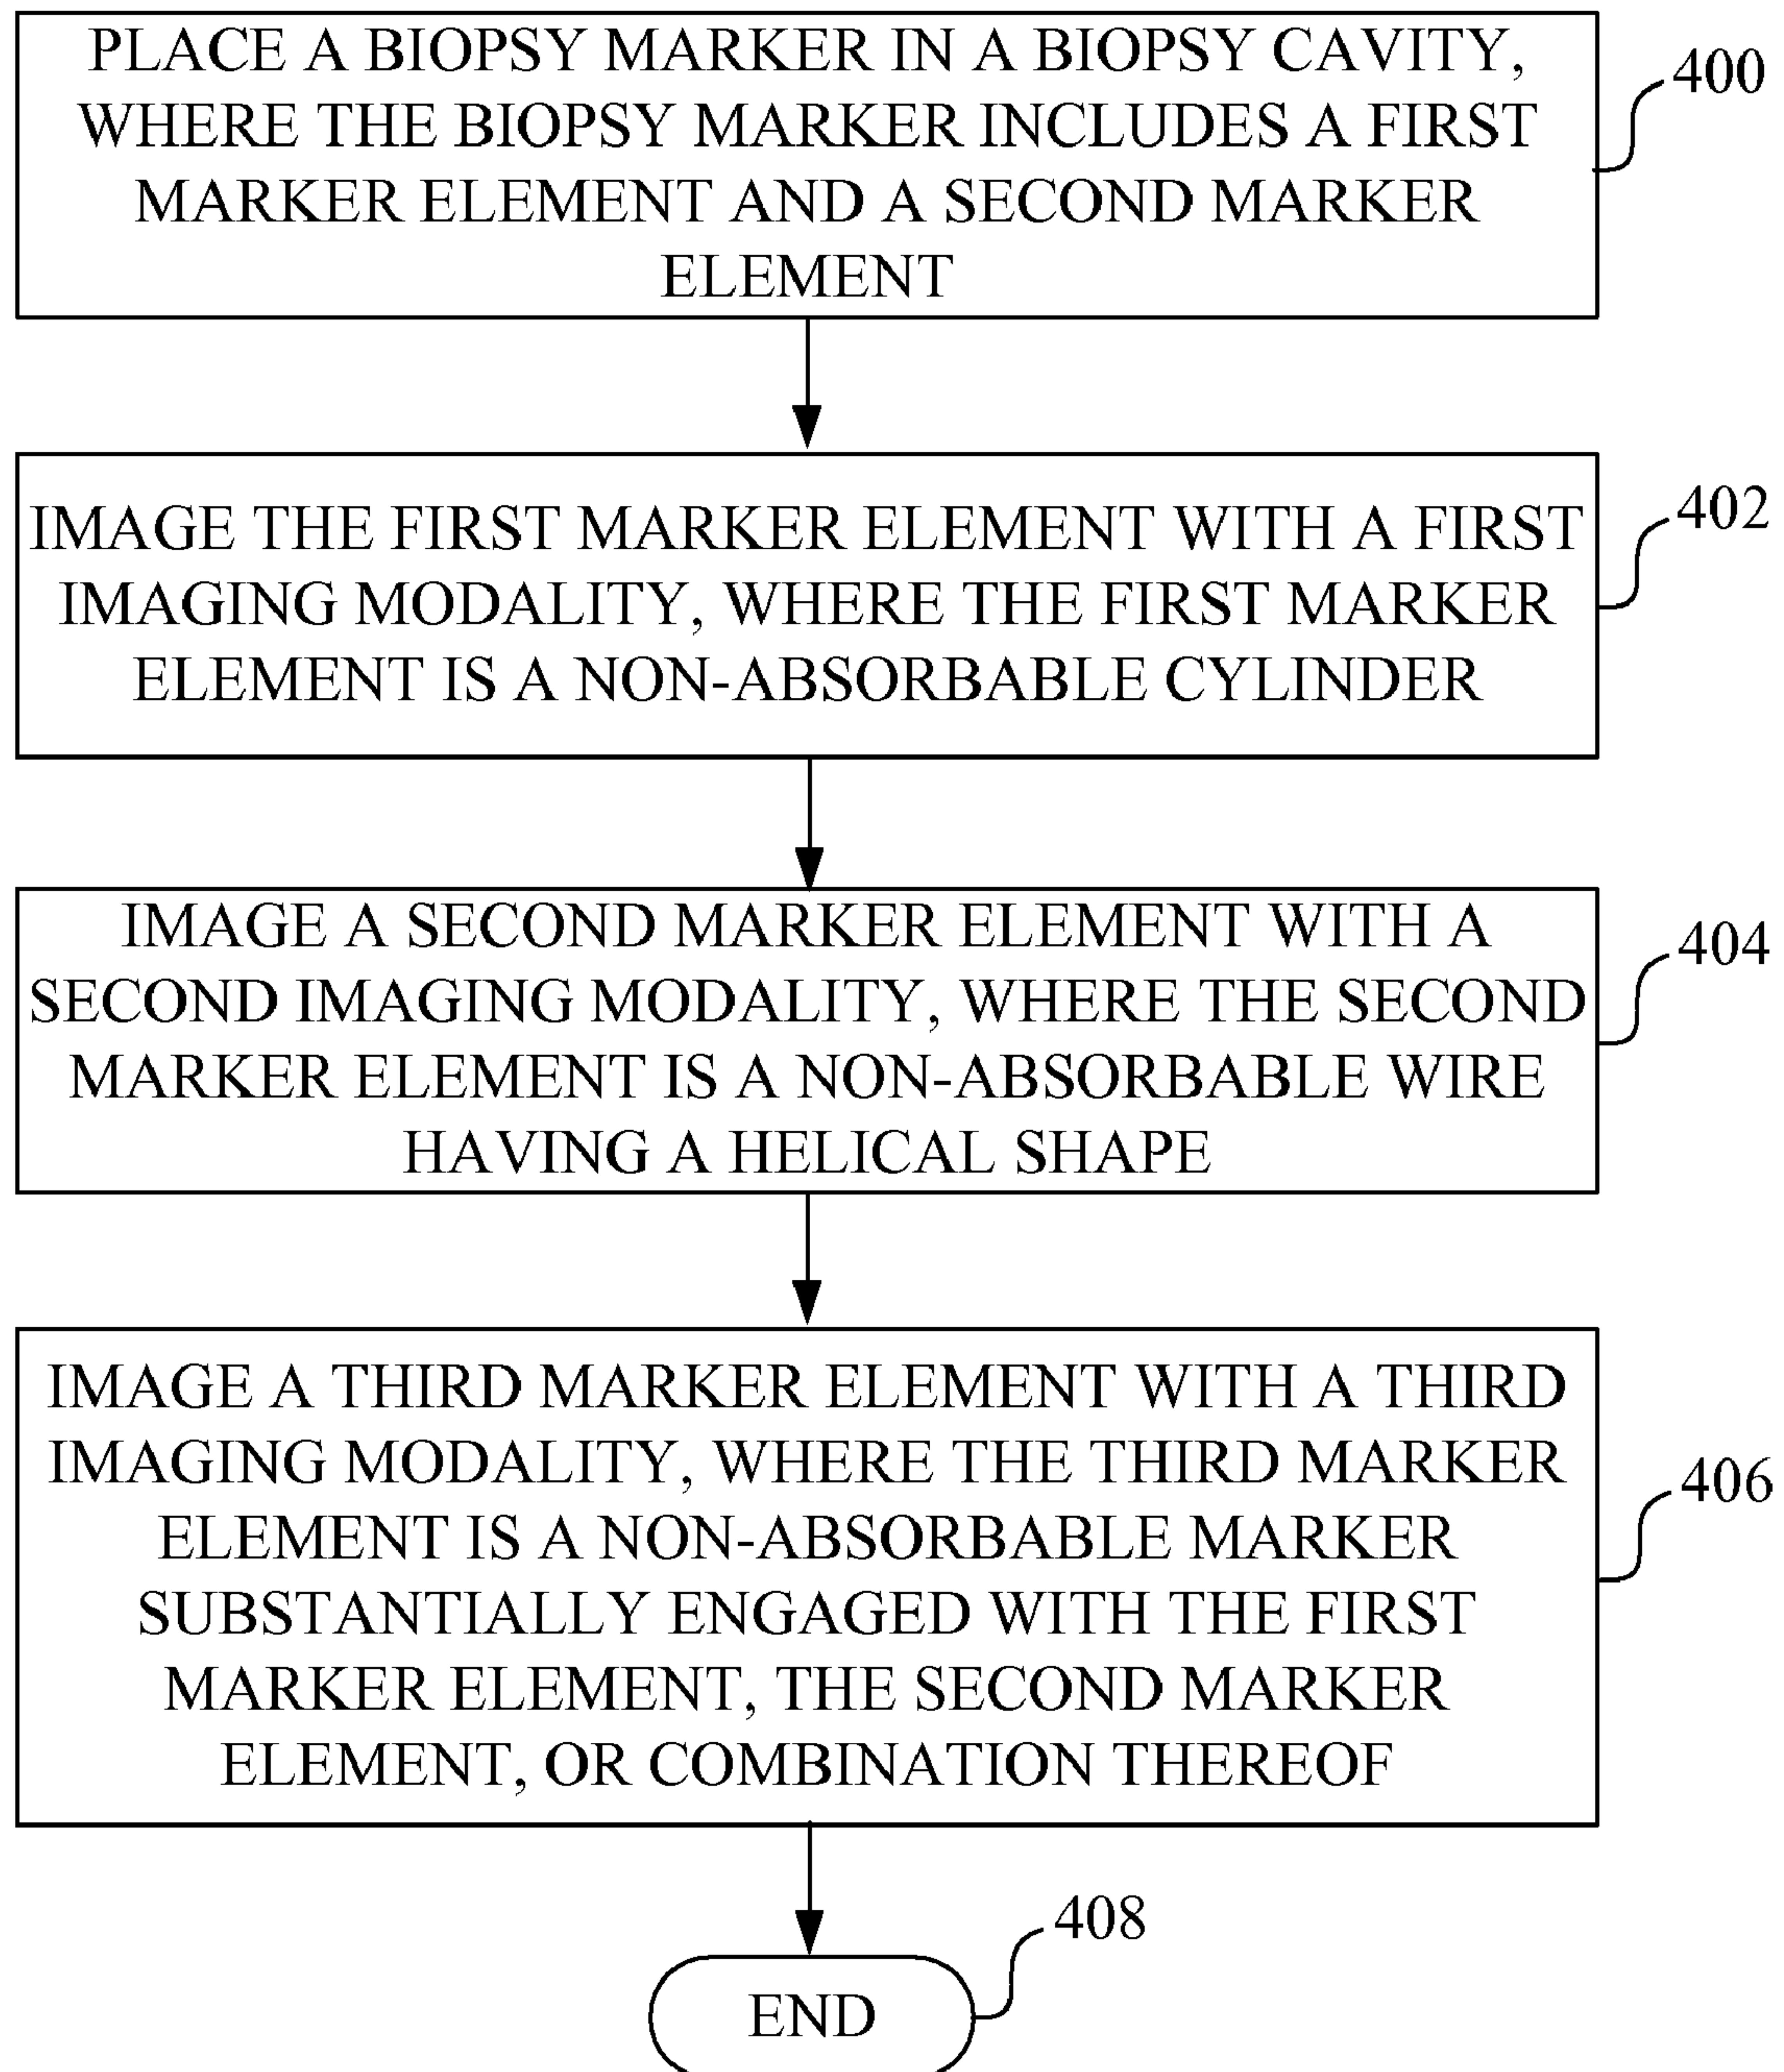 PLACE A BIOPSY MARKER IN A BIOPSY CAVITY,
WHERE THE BIOPSY MARKER INCLUDES A FIRST
MARKER ELEMENT AND A SECOND MARKER
ELEMENT
400
IMAGE THE FIRST MARKER ELEMENT WITH A FIRST
IMAGING MODALITY, WHERE THE FIRST MARKER
ELEMENT IS A NON-ABSORBABLE CYLINDER
402
IMAGE A SECOND MARKER ELEMENT WITH A
SECOND IMAGING MODALITY, WHERE THE SECOND
MARKER ELEMENT IS A NON-ABSORBABLE WIRE
HAVING A HELICAL SHAPE
404
IMAGE A THIRD MARKER ELEMENT WITH A THIRD
IMAGING MODALITY, WHERE THE THIRD MARKER
ELEMENT IS A NON-ABSORBABLE MARKER
SUBSTANTIALLY ENGAGED WITH THE FIRST
MARKER ELEMENT, THE SECOND MARKER
ELEMENT, OR COMBINATION THEREOF
406
END
408